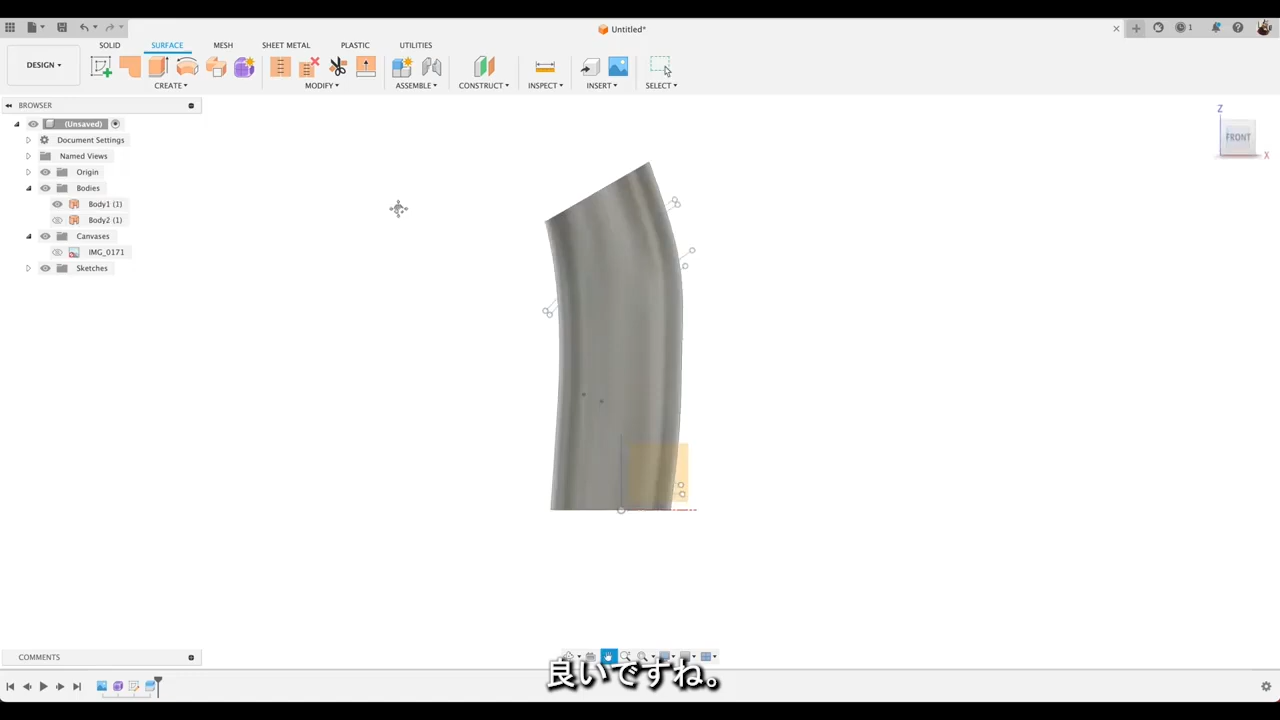 Untitled*
1
DESIGN
SOLID
SURFACE
MESH
SHEET METAL
PLASTIC
UTILITIES
CREATE
MODIFY
ASSEMBLE
CONSTRUCT
INSPECT
INSERT
SELECT
BROWSER
(Unsaved)
Document Settings
Named Views
Origin
Bodies
Body1 (1)
Body2 (1)
Canvases
IMG_0171
Sketches
Z
FRONT
X
COMMENTS
良いですね。